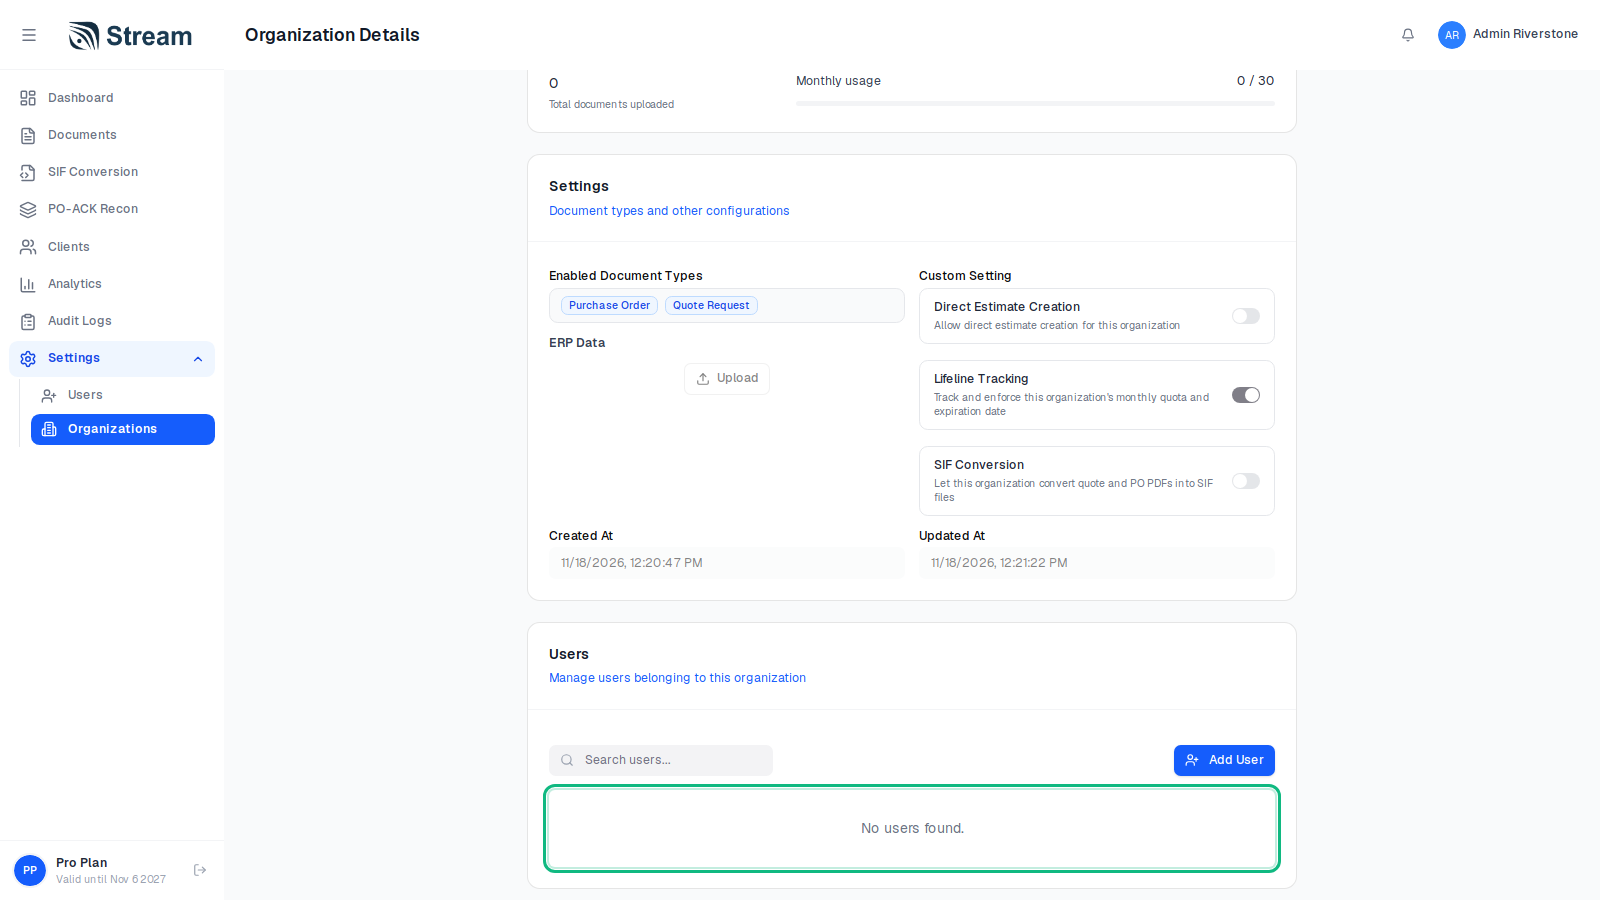 Stream
Organization Details
AR
Admin Riverstone
Dashboard
Documents
SIF Conversion
PO-ACK Recon
Clients
Analytics
Audit Logs
Settings
Users
Organizations
PP
Pro Plan
Valid until Nov 6 2027
0
Total documents uploaded
Monthly usage
0 / 30
Settings
Document types and other configurations
Enabled Document Types
Purchase Order
Quote Request
ERP Data
Upload
Custom Setting
Direct Estimate Creation
Allow direct estimate creation for this organization
Lifeline Tracking
Track and enforce this organization's monthly quota and
expiration date
SIF Conversion
Let this organization convert quote and PO PDFs into SIF
files
Created At
11/18/2026, 12:20:47 PM
Updated At
11/18/2026, 12:21:22 PM
Users
Manage users belonging to this organization
Search users...
Add User
No users found.